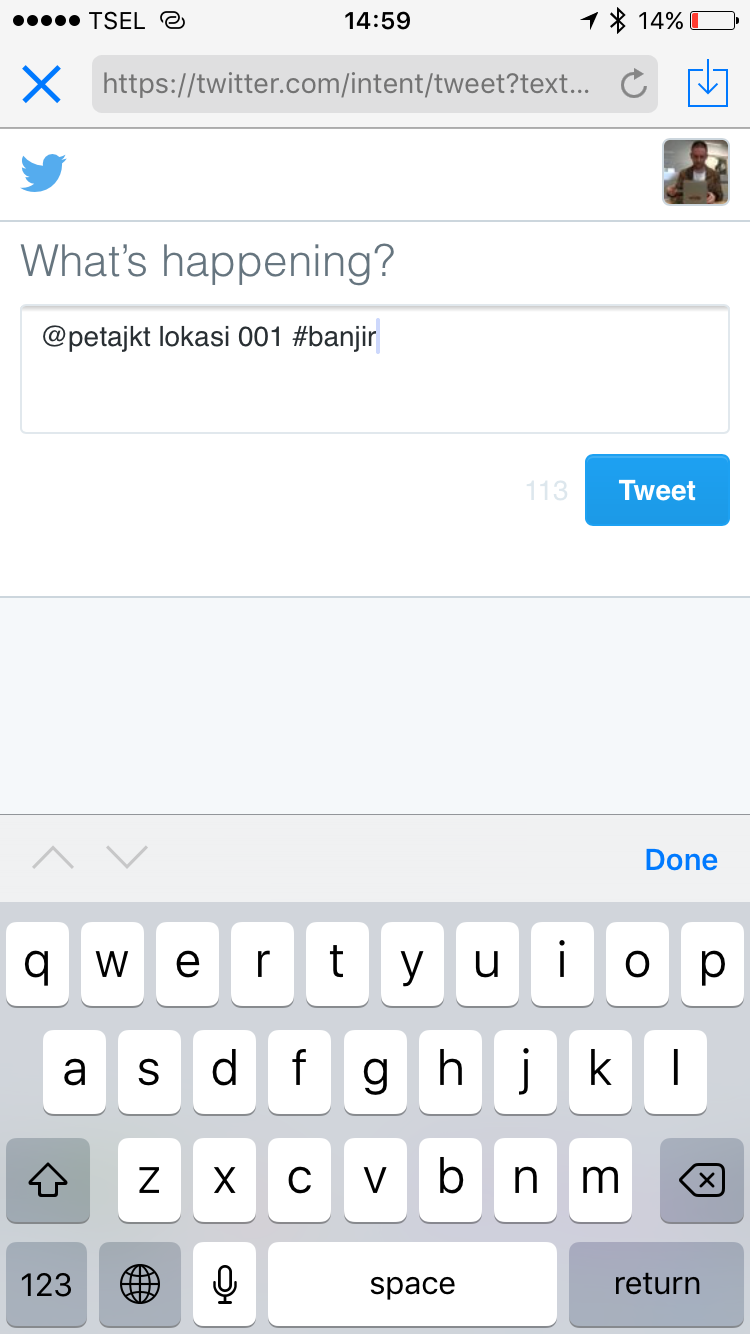 TSEL 14:59 14%
https://twitter.com/intent/tweet?text...
What's happening?
@petajkt lokasi 001 #banjir
113 Tweet
Done
q w e r t y u i o p
a s d f g h j k l
z x c v b n m
123 space return